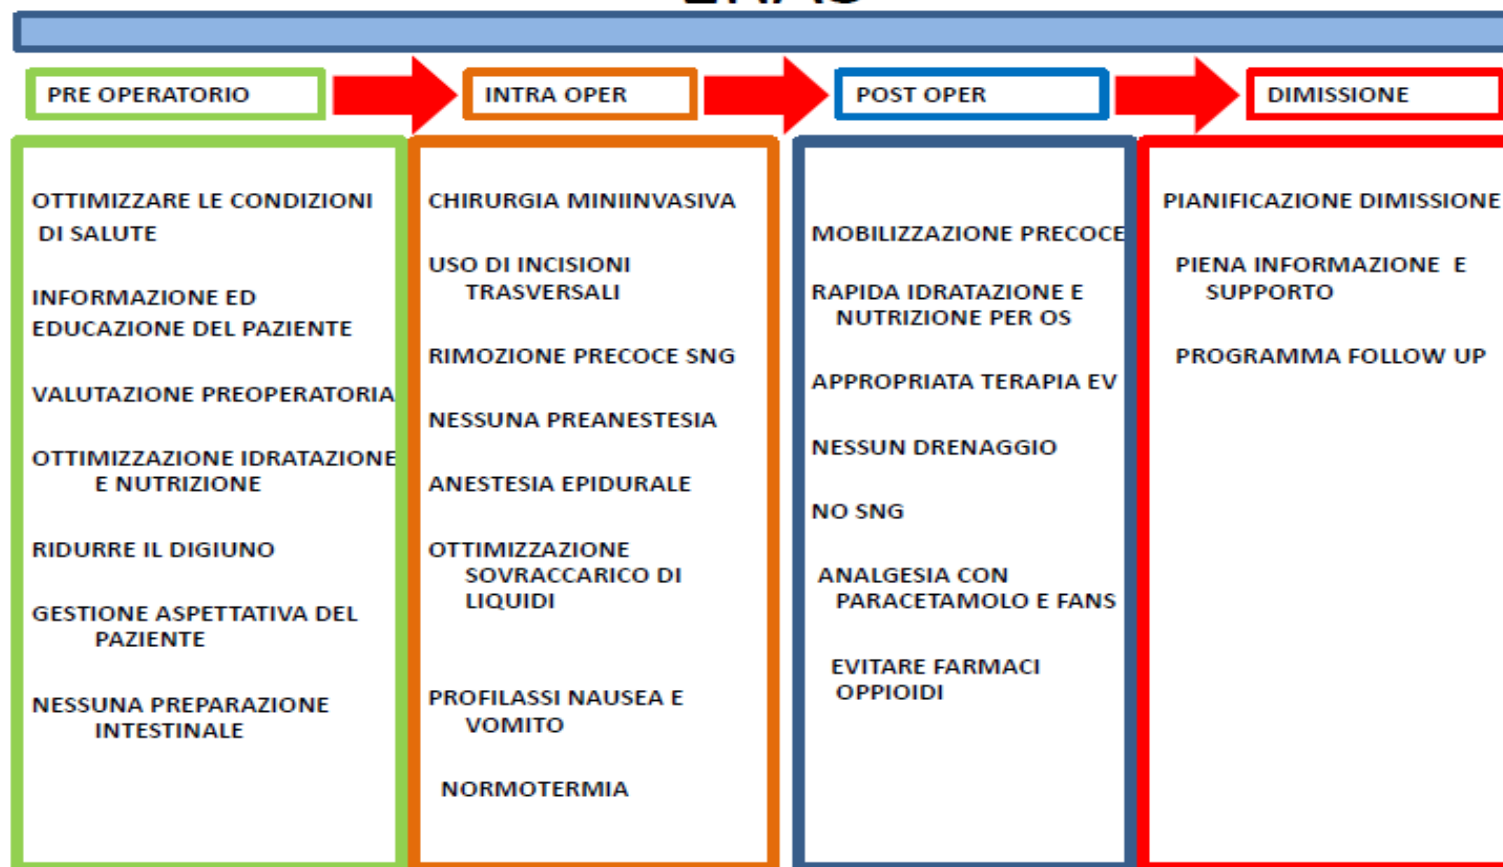 PRE OPERATORIO
INTRA OPER
POST OPER
DIMISSIONE
OTTIMIZZARE LE CONDIZIONI
DI SALUTE
INFORMAZIONE ED
EDUCAZIONE DEL PAZIENTE
VALUTAZIONE PREOPERATORIA
OTTIMIZZAZIONE IDRATAZIONE
E NUTRIZIONE
RIDURRE IL DIGIUNO
GESTIONE ASPETTATIVA DEL
PAZIENTE
NESSUNA PREPARAZIONE
INTESTINALE
CHIRURGIA MINIINVASIVA
USO DI INCISIONI
TRASVERSALI
RIMOZIONE PRECOCE SNG
NESSUNA PREANESTESIA
ANESTESIA EPIDURALE
OTTIMIZZAZIONE
SOVRACCARICO DI
LIQUIDI
PROFILASSI NAUSEA E
VOMITO
NORMOTERMIA
MOBILIZZAZIONE PRECOCE
RAPIDA IDRATAZIONE E
NUTRIZIONE PER OS
APPROPRIATA TERAPIA EV
NESSUN DRENAGGIO
NO SNG
ANALGESIA CON
PARACETAMOLO E FANS
EVITARE FARMACI
OPPIOIDI
PIANIFICAZIONE DIMISSIONE
PIENA INFORMAZIONE E
SUPPORTO
PROGRAMMA FOLLOW UP